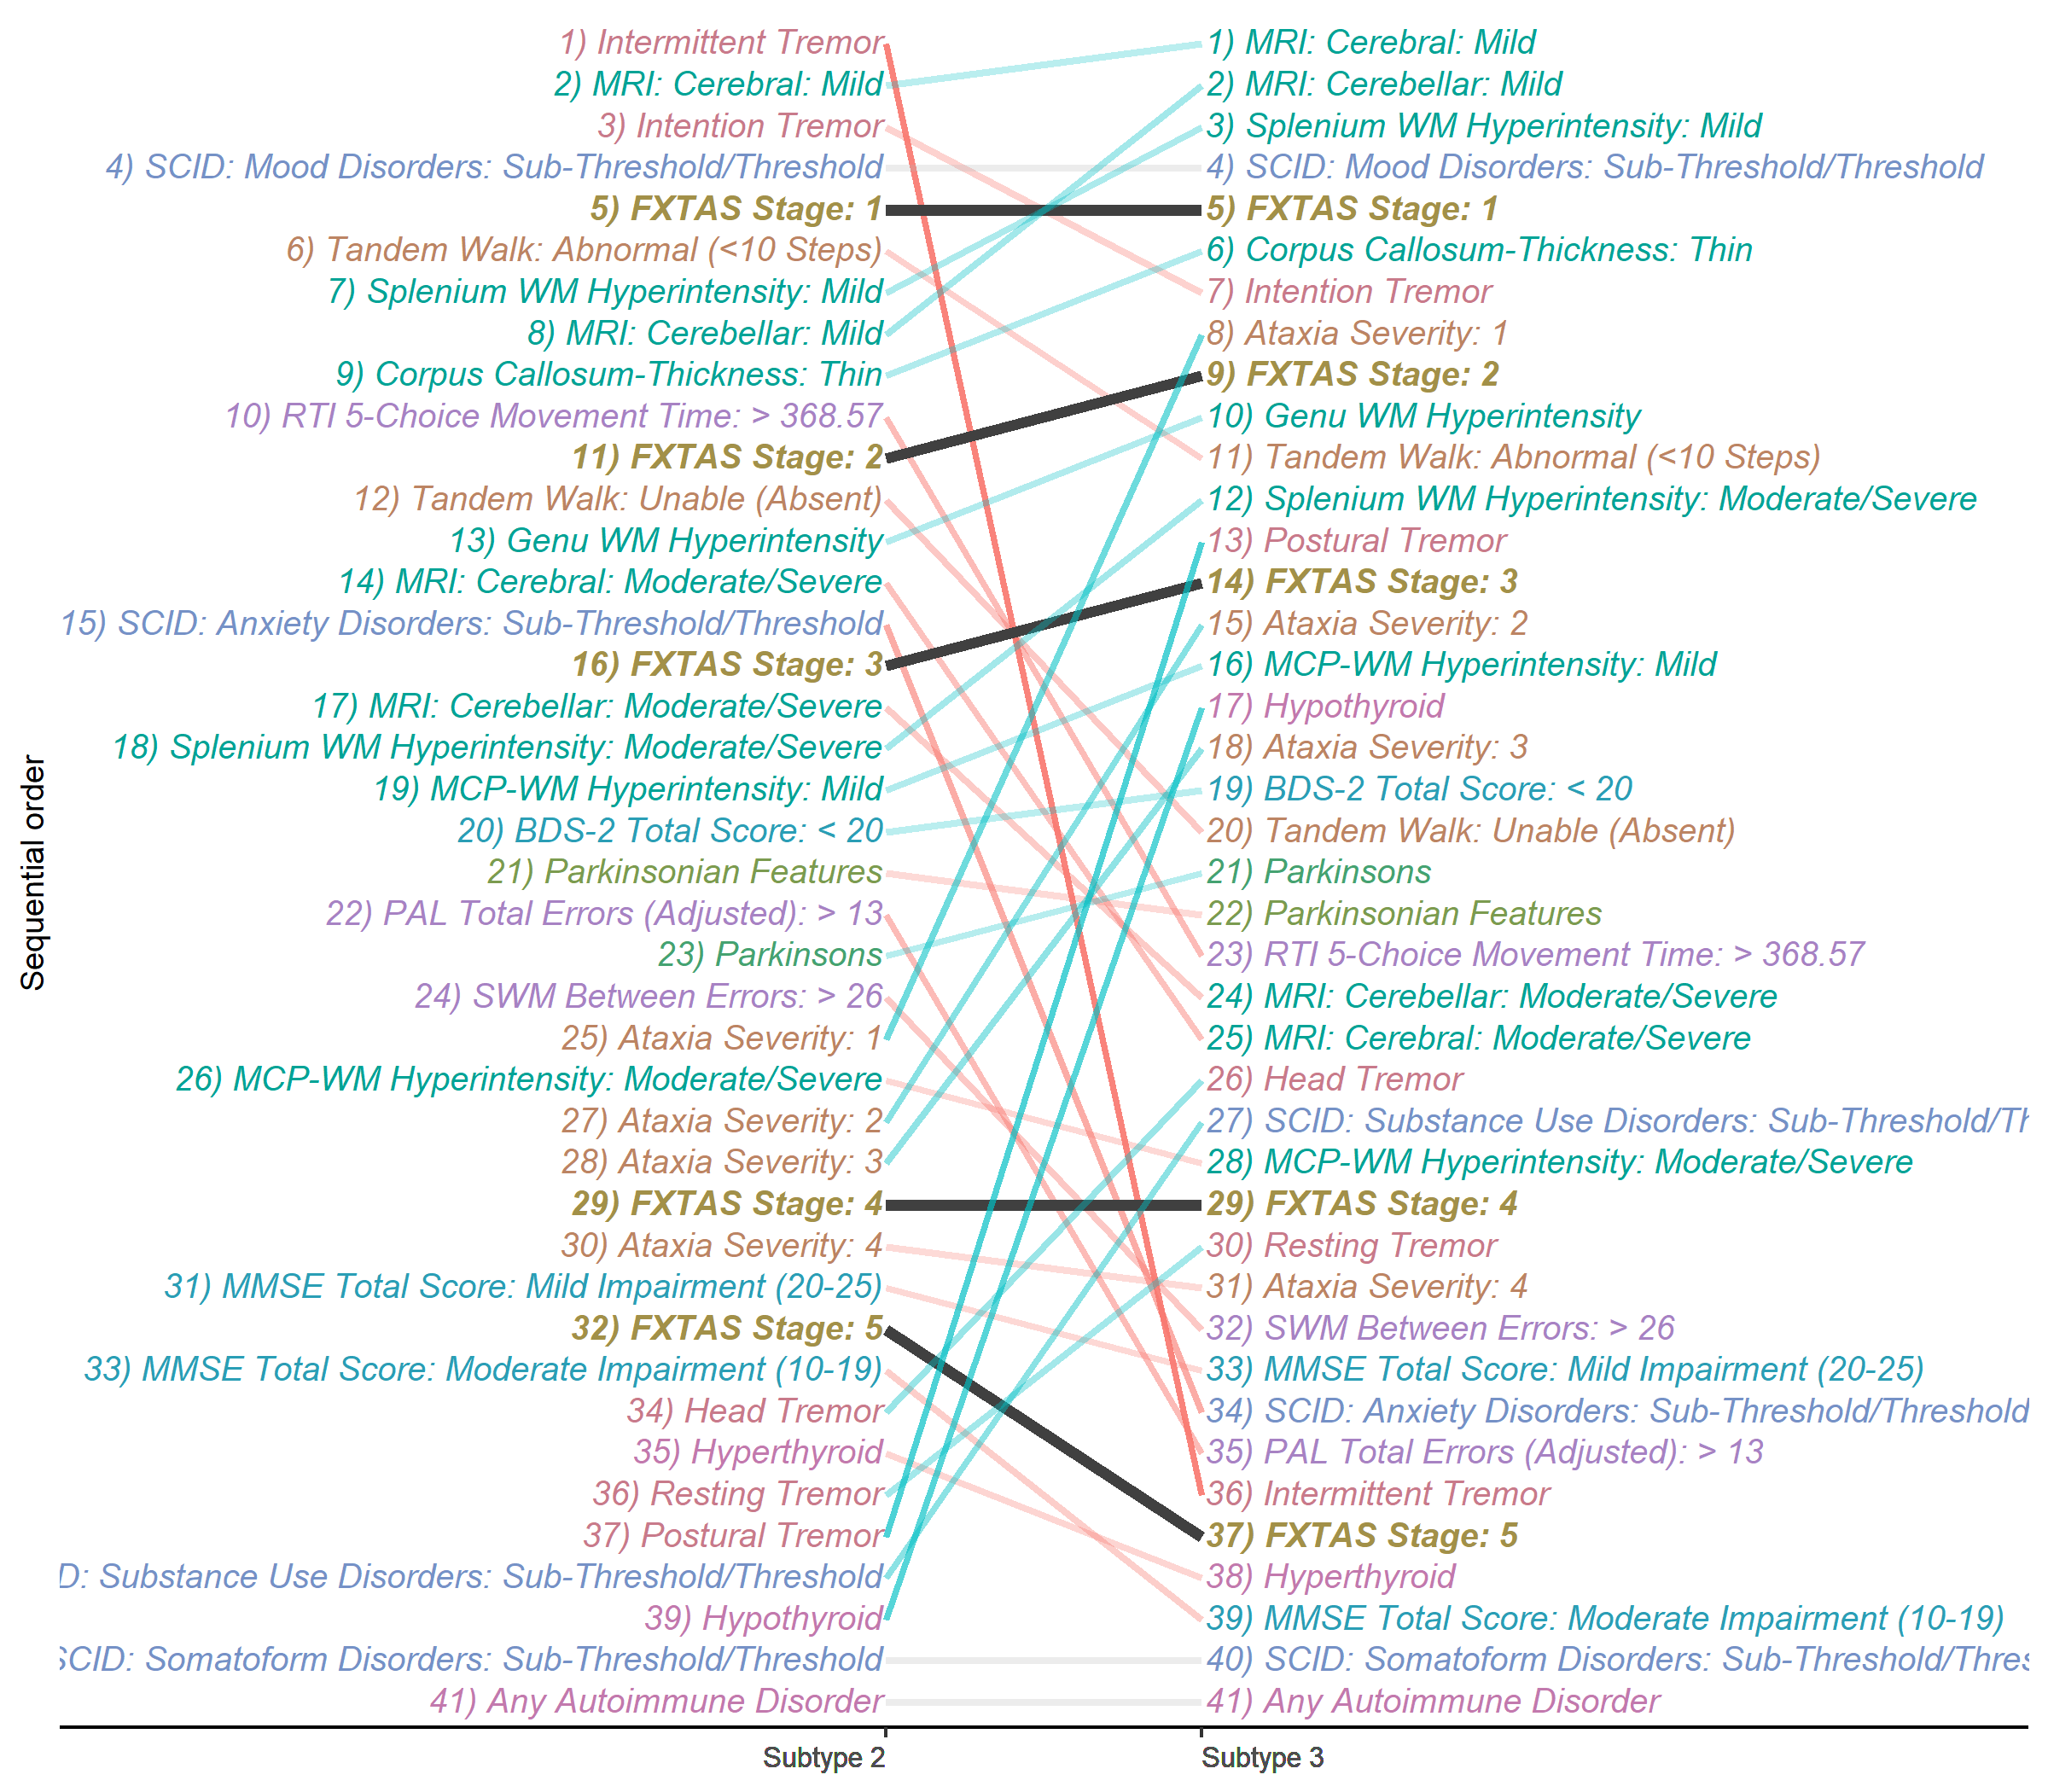 1) Intermittent Tremor
2) MRI: Cerebral: Mild
3) Intention Tremor
4) SCID: Mood Disorders: Sub-Threshold/Threshold
5) FXTAS Stage: 1
6) Tandem Walk: Abnormal (<10 Steps)
7) Splenium WM Hyperintensity: Mild
8) MRI: Cerebellar: Mild
9) Corpus Callosum-Thickness: Thin
10) RTI 5-Choice Movement Time: > 368.57
11) FXTAS Stage: 2
12) Tandem Walk: Unable (Absent)
13) Genu WM Hyperintensity
14) MRI: Cerebral: Moderate/Severe
15) SCID: Anxiety Disorders: Sub-Threshold/Threshold
16) FXTAS Stage: 3
17) MRI: Cerebellar: Moderate/Severe
18) Splenium WM Hyperintensity: Moderate/Severe
19) MCP-WM Hyperintensity: Mild
20) BDS-2 Total Score: < 20
21) Parkinsonian Features
22) PAL Total Errors (Adjusted): > 13
23) Parkinsons
24) SWM Between Errors: > 26
25) Ataxia Severity: 1
26) MCP-WM Hyperintensity: Moderate/Severe
27) Ataxia Severity: 2
28) Ataxia Severity: 3
29) FXTAS Stage: 4
30) Ataxia Severity: 4
31) MMSE Total Score: Mild Impairment (20-25)
32) FXTAS Stage: 5
33) MMSE Total Score: Moderate Impairment (10-19)
34) Head Tremor
35) Hyperthyroid
36) Resting Tremor
37) Postural Tremor
D: Substance Use Disorders: Sub-Threshold/Threshold
39) Hypothyroid
SCID: Somatoform Disorders: Sub-Threshold/Threshold
41) Any Autoimmune Disorder
1) MRI: Cerebral: Mild
2) MRI: Cerebellar: Mild
3) Splenium WM Hyperintensity: Mild
4) SCID: Mood Disorders: Sub-Threshold/Threshold
5) FXTAS Stage: 1
6) Corpus Callosum-Thickness: Thin
7) Intention Tremor
8) Ataxia Severity: 1
9) FXTAS Stage: 2
10) Genu WM Hyperintensity
11) Tandem Walk: Abnormal (<10 Steps)
12) Splenium WM Hyperintensity: Moderate/Severe
13) Postural Tremor
14) FXTAS Stage: 3
15) Ataxia Severity: 2
16) MCP-WM Hyperintensity: Mild
17) Hypothyroid
18) Ataxia Severity: 3
19) BDS-2 Total Score: < 20
20) Tandem Walk: Unable (Absent)
21) Parkinsons
22) Parkinsonian Features
23) RTI 5-Choice Movement Time: > 368.57
24) MRI: Cerebellar: Moderate/Severe
25) MRI: Cerebral: Moderate/Severe
26) Head Tremor
27) SCID: Substance Use Disorders: Sub-Threshold/Th
28) MCP-WM Hyperintensity: Moderate/Severe
29) FXTAS Stage: 4
30) Resting Tremor
31) Ataxia Severity: 4
32) SWM Between Errors: > 26
33) MMSE Total Score: Mild Impairment (20-25)
34) SCID: Anxiety Disorders: Sub-Threshold/Threshold
35) PAL Total Errors (Adjusted): > 13
36) Intermittent Tremor
37) FXTAS Stage: 5
38) Hyperthyroid
39) MMSE Total Score: Moderate Impairment (10-19)
40) SCID: Somatoform Disorders: Sub-Threshold/Thres
41) Any Autoimmune Disorder
Sequential order
Subtype 2
Subtype 3